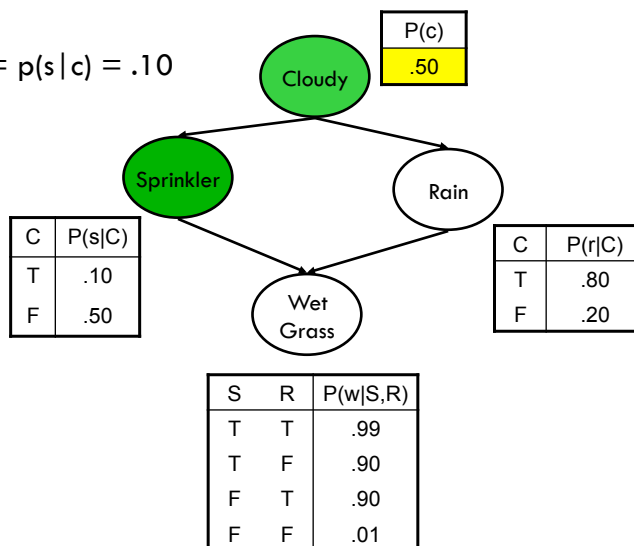 = p(s|c) = .10
P(c)
.50
Cloudy
Sprinkler
Rain
C P(s|C)
T .10
F .50
C P(r|C)
T .80
F .20
Wet
Grass
S R P(w|S,R)
T T .99
T F .90
F T .90
F F .01